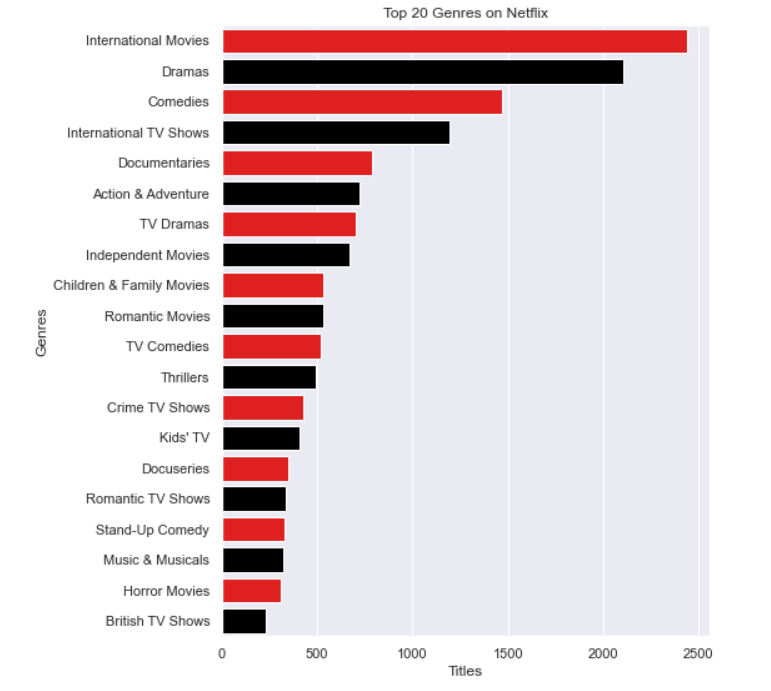 Top 20 Genres on Netflix
International Movies
Dramas
Comedies
International TV Shows
Documentaries
Action & Adventure
TV Dramas
Independent Movies
Children & Family Movies
Romantic Movies
TV Comedies
Thrillers
Crime TV Shows
Kids' TV
Docuseries
Romantic TV Shows
Stand-Up Comedy
Music & Musicals
Horror Movies
British TV Shows
Genres
0 500 1000 1500 2000 2500
Titles